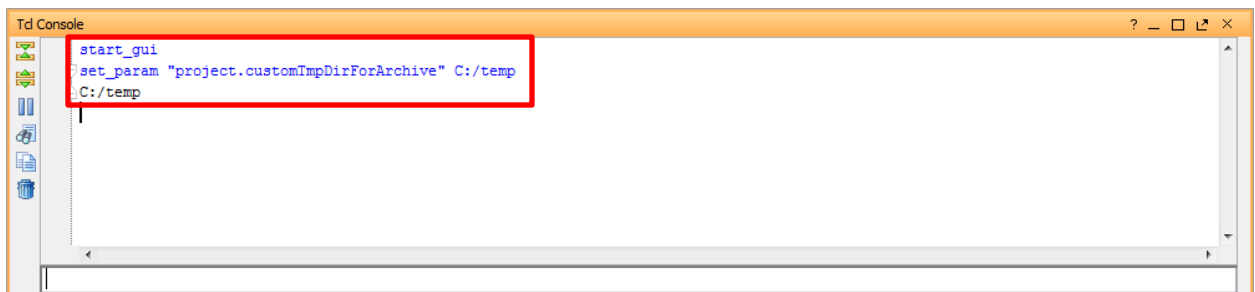 Tcl Console
start_gui
set_param "project.customTmpDirForArchive" C:/temp
C:/temp